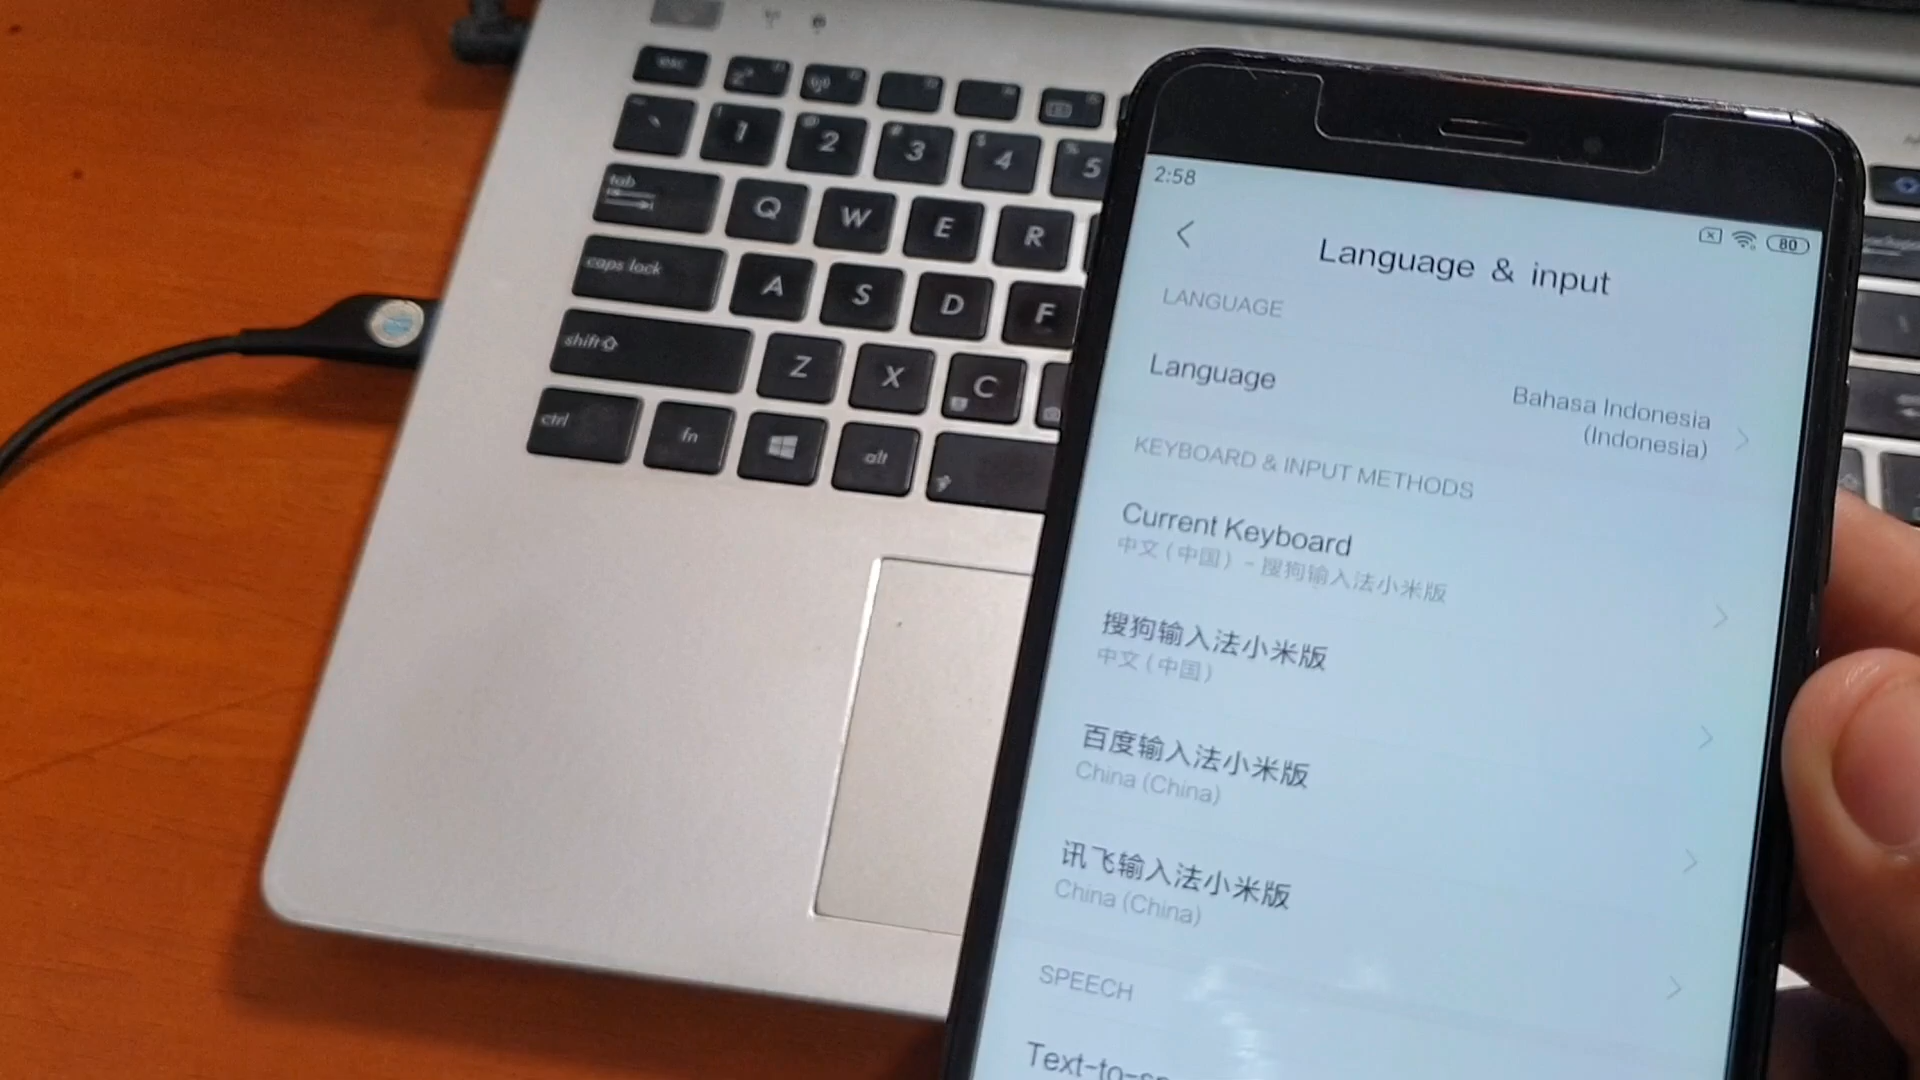 esc
1
2
3
4
5
tab
Q
W
E
R
caps lock
A
S
D
F
shift
Z
X
C
ctrl
fn
alt
2:58
80
Language & input
LANGUAGE
Language
Bahasa Indonesia
(Indonesia)
KEYBOARD & INPUT METHODS
Current Keyboard
中文（中国）- 搜狗输入法小米版
搜狗输入法小米版
中文（中国）
百度输入法小米版
China (China)
讯飞输入法小米版
China (China)
SPEECH